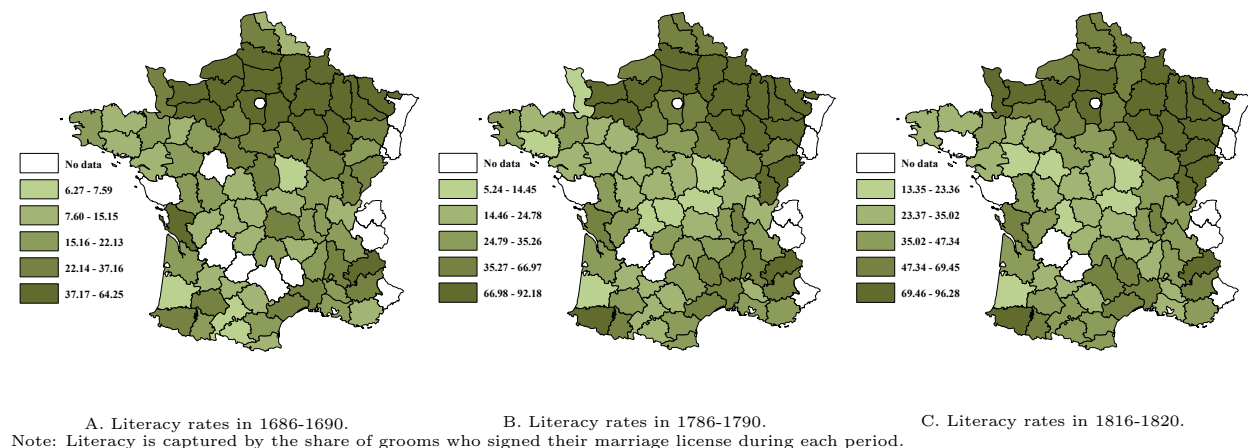 No data
6.27 - 7.59
7.60 - 15.15
15.16 - 22.13
22.14 - 37.16
37.17 - 64.25
No data
5.24 - 14.45
14.46 - 24.78
24.79 - 35.26
35.27 - 66.97
66.98 - 92.18
No data
13.35 - 23.36
23.37 - 35.02
35.02 - 47.34
47.34 - 69.45
69.46 - 96.28
A. Literacy rates in 1686-1690.
B. Literacy rates in 1786-1790.
C. Literacy rates in 1816-1820.
Note: Literacy is captured by the share of grooms who signed their marriage license during each period.